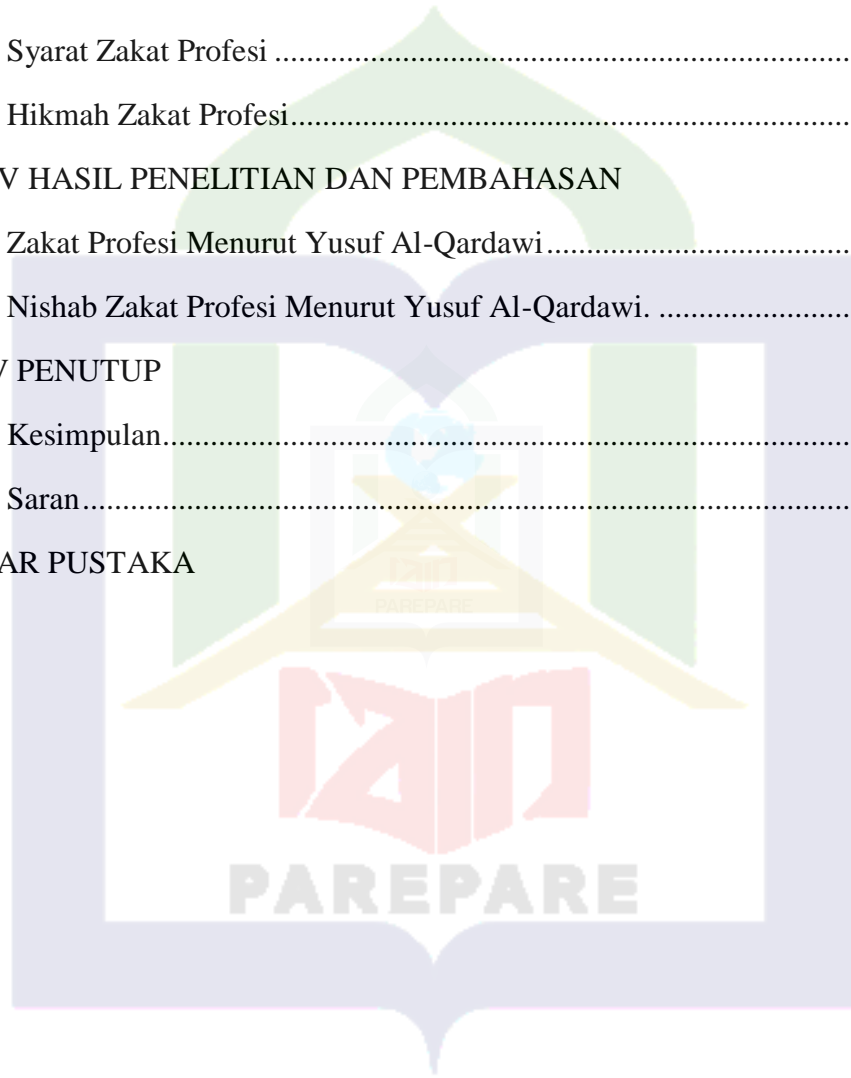 Syarat Zakat Profesi ........................................................................
Hikmah Zakat Profesi......................................................................
V HASIL PENELITIAN DAN PEMBAHASAN
Zakat Profesi Menurut Yusuf Al-Qardawi......................................
Nishab Zakat Profesi Menurut Yusuf Al-Qardawi. ........................
V PENUTUP
Kesimpulan......................................................................................
Saran................................................................................................
AR PUSTAKA
PAREPARE
PAREPARE